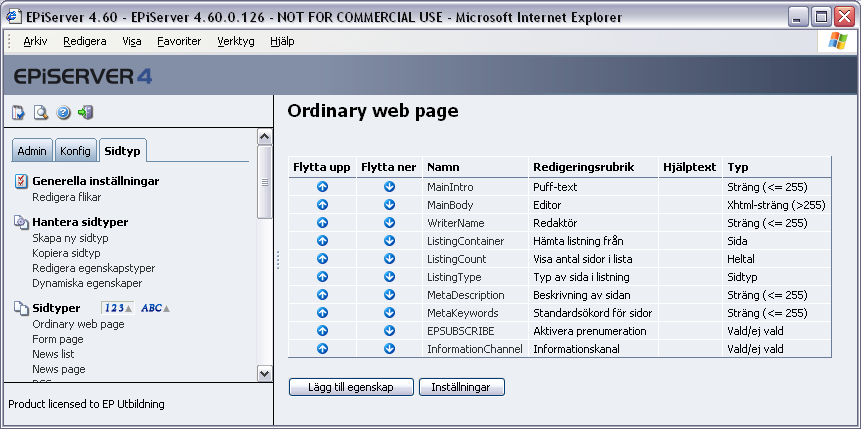 EPiServer 4.60 - EPiServer 4.60.0.126 - NOT FOR COMMERCIAL USE - Microsoft Internet Explorer
Arkiv Redigera Visa Favoriter Verktyg Hjälp
EPiSERVER 4
Admin Konfig Sidtyp
Generella inställningar
Redigera flikar
Hantera sidtyper
Skapa ny sidtyp
Kopiera sidtyp
Redigera egenskapstyper
Dynamiska egenskaper
Sidtyper 123 ABC
Ordinary web page
Form page
News list
News page
RSS
Product licensed to EP Utbildning
Ordinary web page
Flytta upp Flytta ner Namn Redigeringsrubrik Hjälptext Typ
MainIntro Puff-text Sträng (<= 255)
MainBody Editor Xhtml-sträng (>255)
WriterName Redaktör Sträng (<= 255)
ListingContainer Hämta listning från Sida
ListingCount Visa antal sidor i lista Heltal
ListingType Typ av sida i listning Sidtyp
MetaDescription Beskrivning av sidan Sträng (<= 255)
MetaKeywords Standardsökord för sidor Sträng (<= 255)
EPSUBSCRIBE Aktivera prenumeration Vald/ej vald
InformationChannel Informationskanal Vald/ej vald
Lägg till egenskap Inställningar